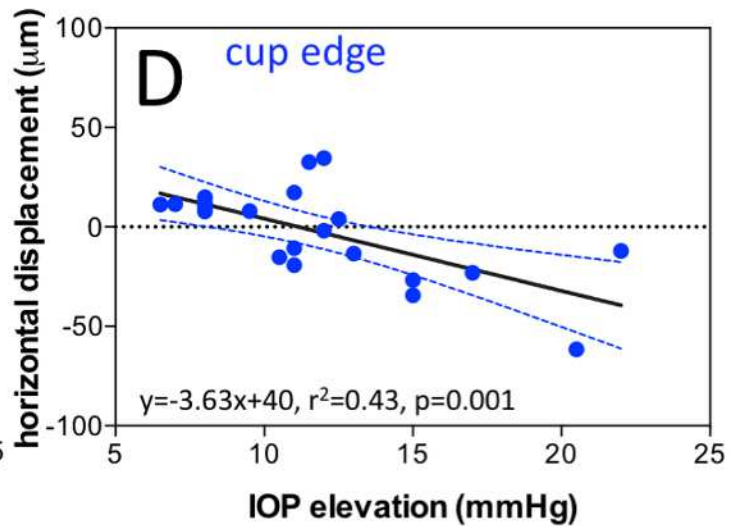 D
cup edge
horizontal displacement (μm)
100
50
0
-50
-100
y=-3.63x+40, r²=0.43, p=0.001
5
10
15
20
25
IOP elevation (mmHg)